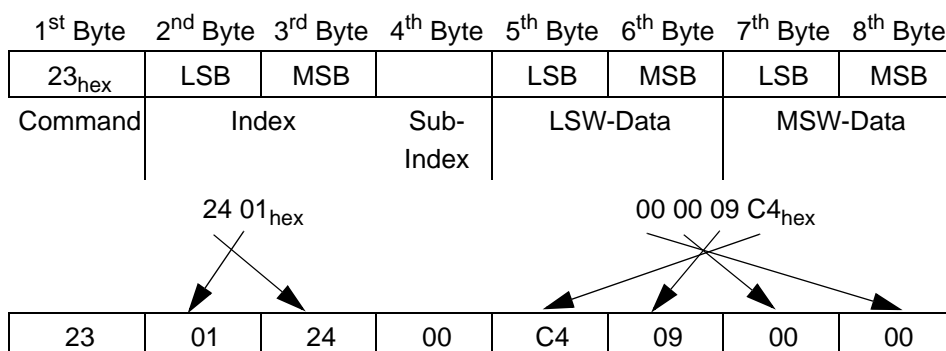 1st Byte 2nd Byte 3rd Byte 4th Byte 5th Byte 6th Byte 7th Byte 8th Byte
23hex LSB MSB LSB MSB LSB MSB
Command Index Sub- LSW-Data MSW-Data
Index
24 01hex 00 00 09 C4hex
23 01 24 00 C4 09 00 00